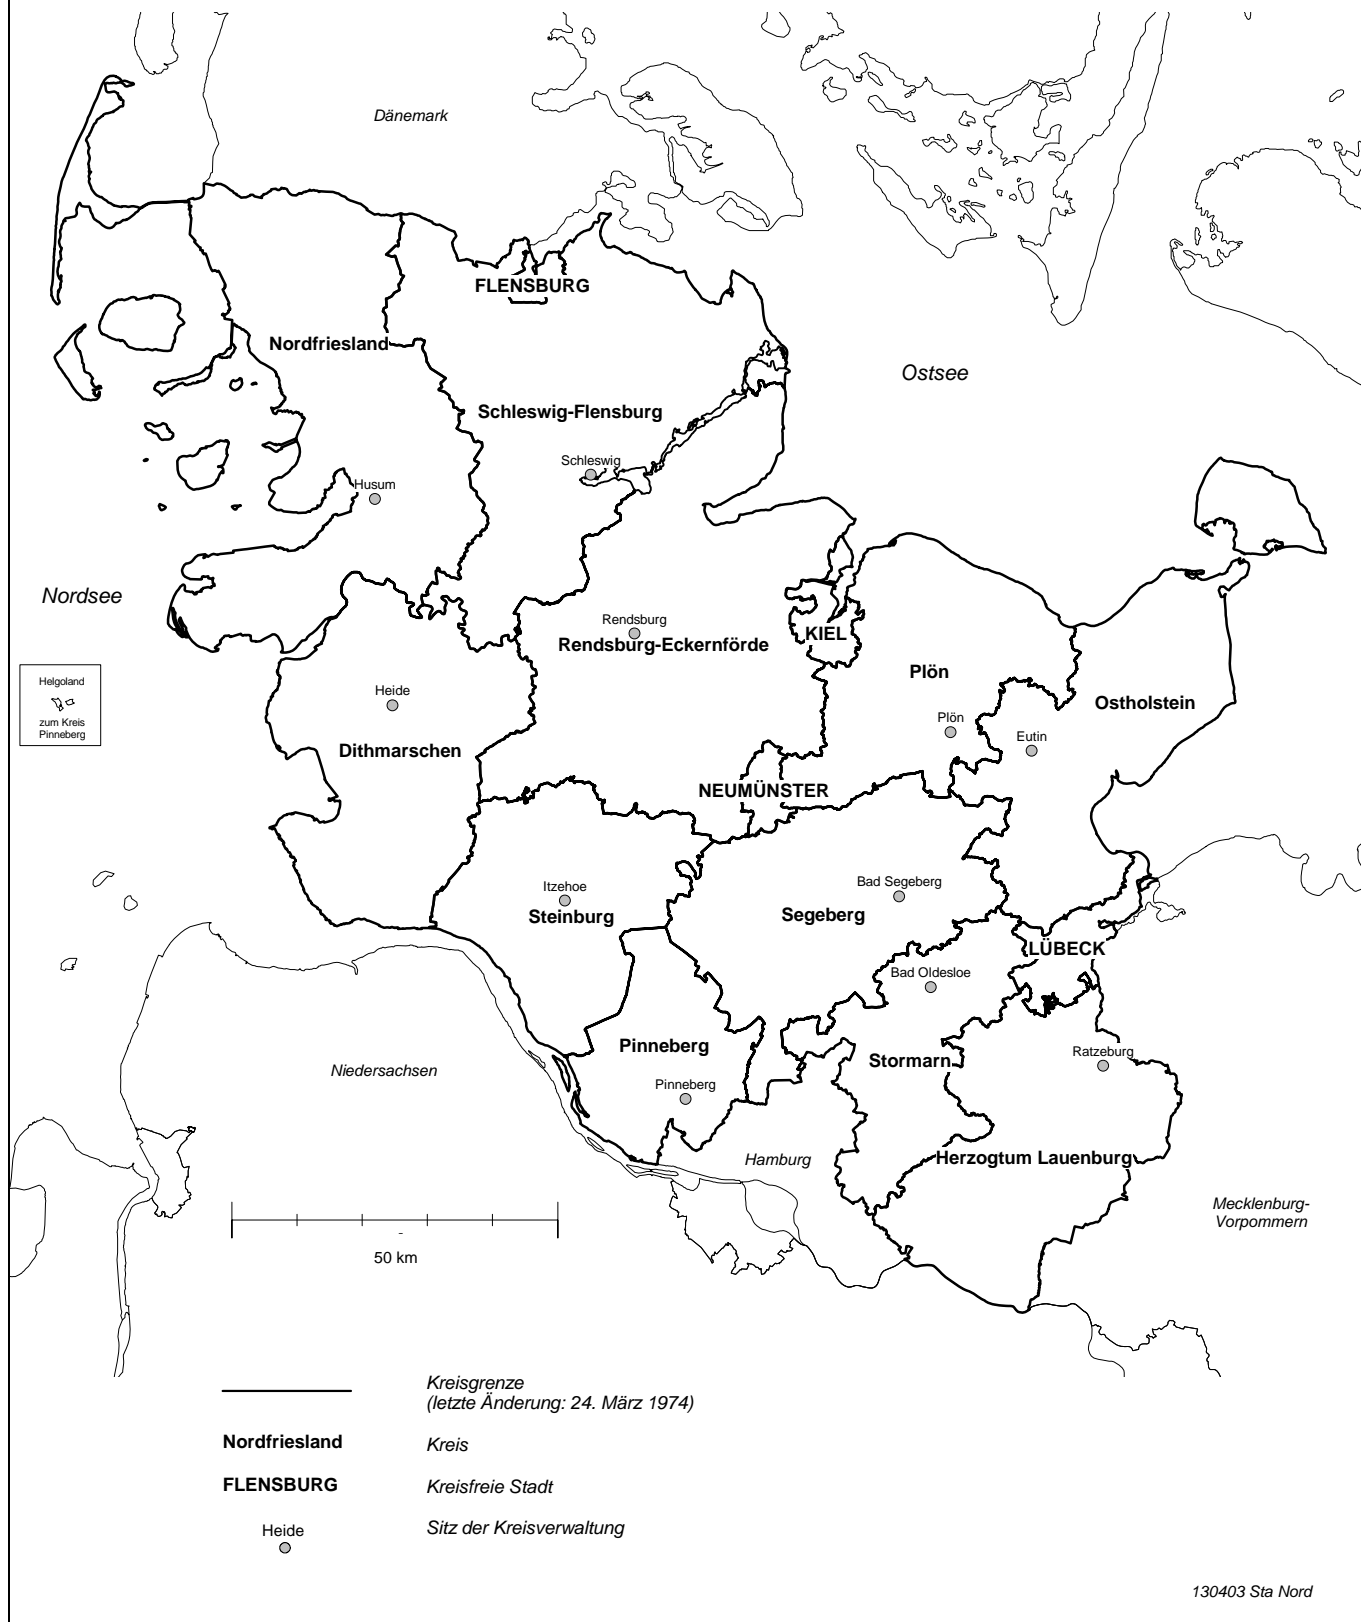 Dänemark
FLENSBURG
Nordfriesland
Ostsee
Schleswig-Flensburg
Schleswig
Husum
Nordsee
Rendsburg
KIEL
Rendsburg-Eckernförde
Plön
Helgoland
zum Kreis
Pinneberg
Heide
Ostholstein
Plön
Eutin
Dithmarschen
NEUMÜNSTER
Itzehoe
Bad Segeberg
Steinburg
Segeberg
LÜBECK
Bad Oldesloe
Pinneberg
Ratzeburg
Stormarn
Niedersachsen
Pinneberg
Hamburg
Herzogtum Lauenburg
Mecklenburg-
Vorpommern
50 km
Kreisgrenze
(letzte Änderung: 24. März 1974)
Nordfriesland Kreis
FLENSBURG Kreisfreie Stadt
Heide Sitz der Kreisverwaltung
130403 Sta Nord